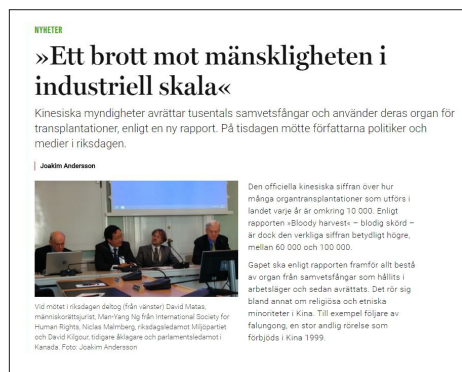 NYHETER
»Ett brott mot mänskligheten i
industriell skala«
Kinesiska myndigheter avrättar tusentals samvetsfångar och använder deras organ för
transplantationer, enligt en ny rapport. På tisdagen mötte författarna politiker och
medier i riksdagen.
Joakim Andersson
Vid mötet i riksdagen deltog (från vänster) David Matas,
människorättsjurist, Man-Yang Ng från International Society for
Human Rights, Niclas Malmberg, riksdagsledamot Miljöpartiet
och David Kilgour, tidigare åklagare och parlamentsledamot i
Kanada. Foto: Joakim Andersson
Den officiella kinesiska siffran över hur
många organtransplantationer som utförs i
landet varje år är omkring 10 000. Enligt
rapporten »Bloody harvest« – blodig skörd –
är dock den verkliga siffran betydligt högre,
mellan 60 000 och 100 000.
Gapet ska enligt rapporten framför allt bestå
av organ från samvetsfångar som hållits i
arbetsläger och sedan avrättats. Det rör sig
bland annat om religiösa och etniska
minoriteter i Kina. Till exempel följare av
falungong, en stor andlig rörelse som
förbjöds i Kina 1999.